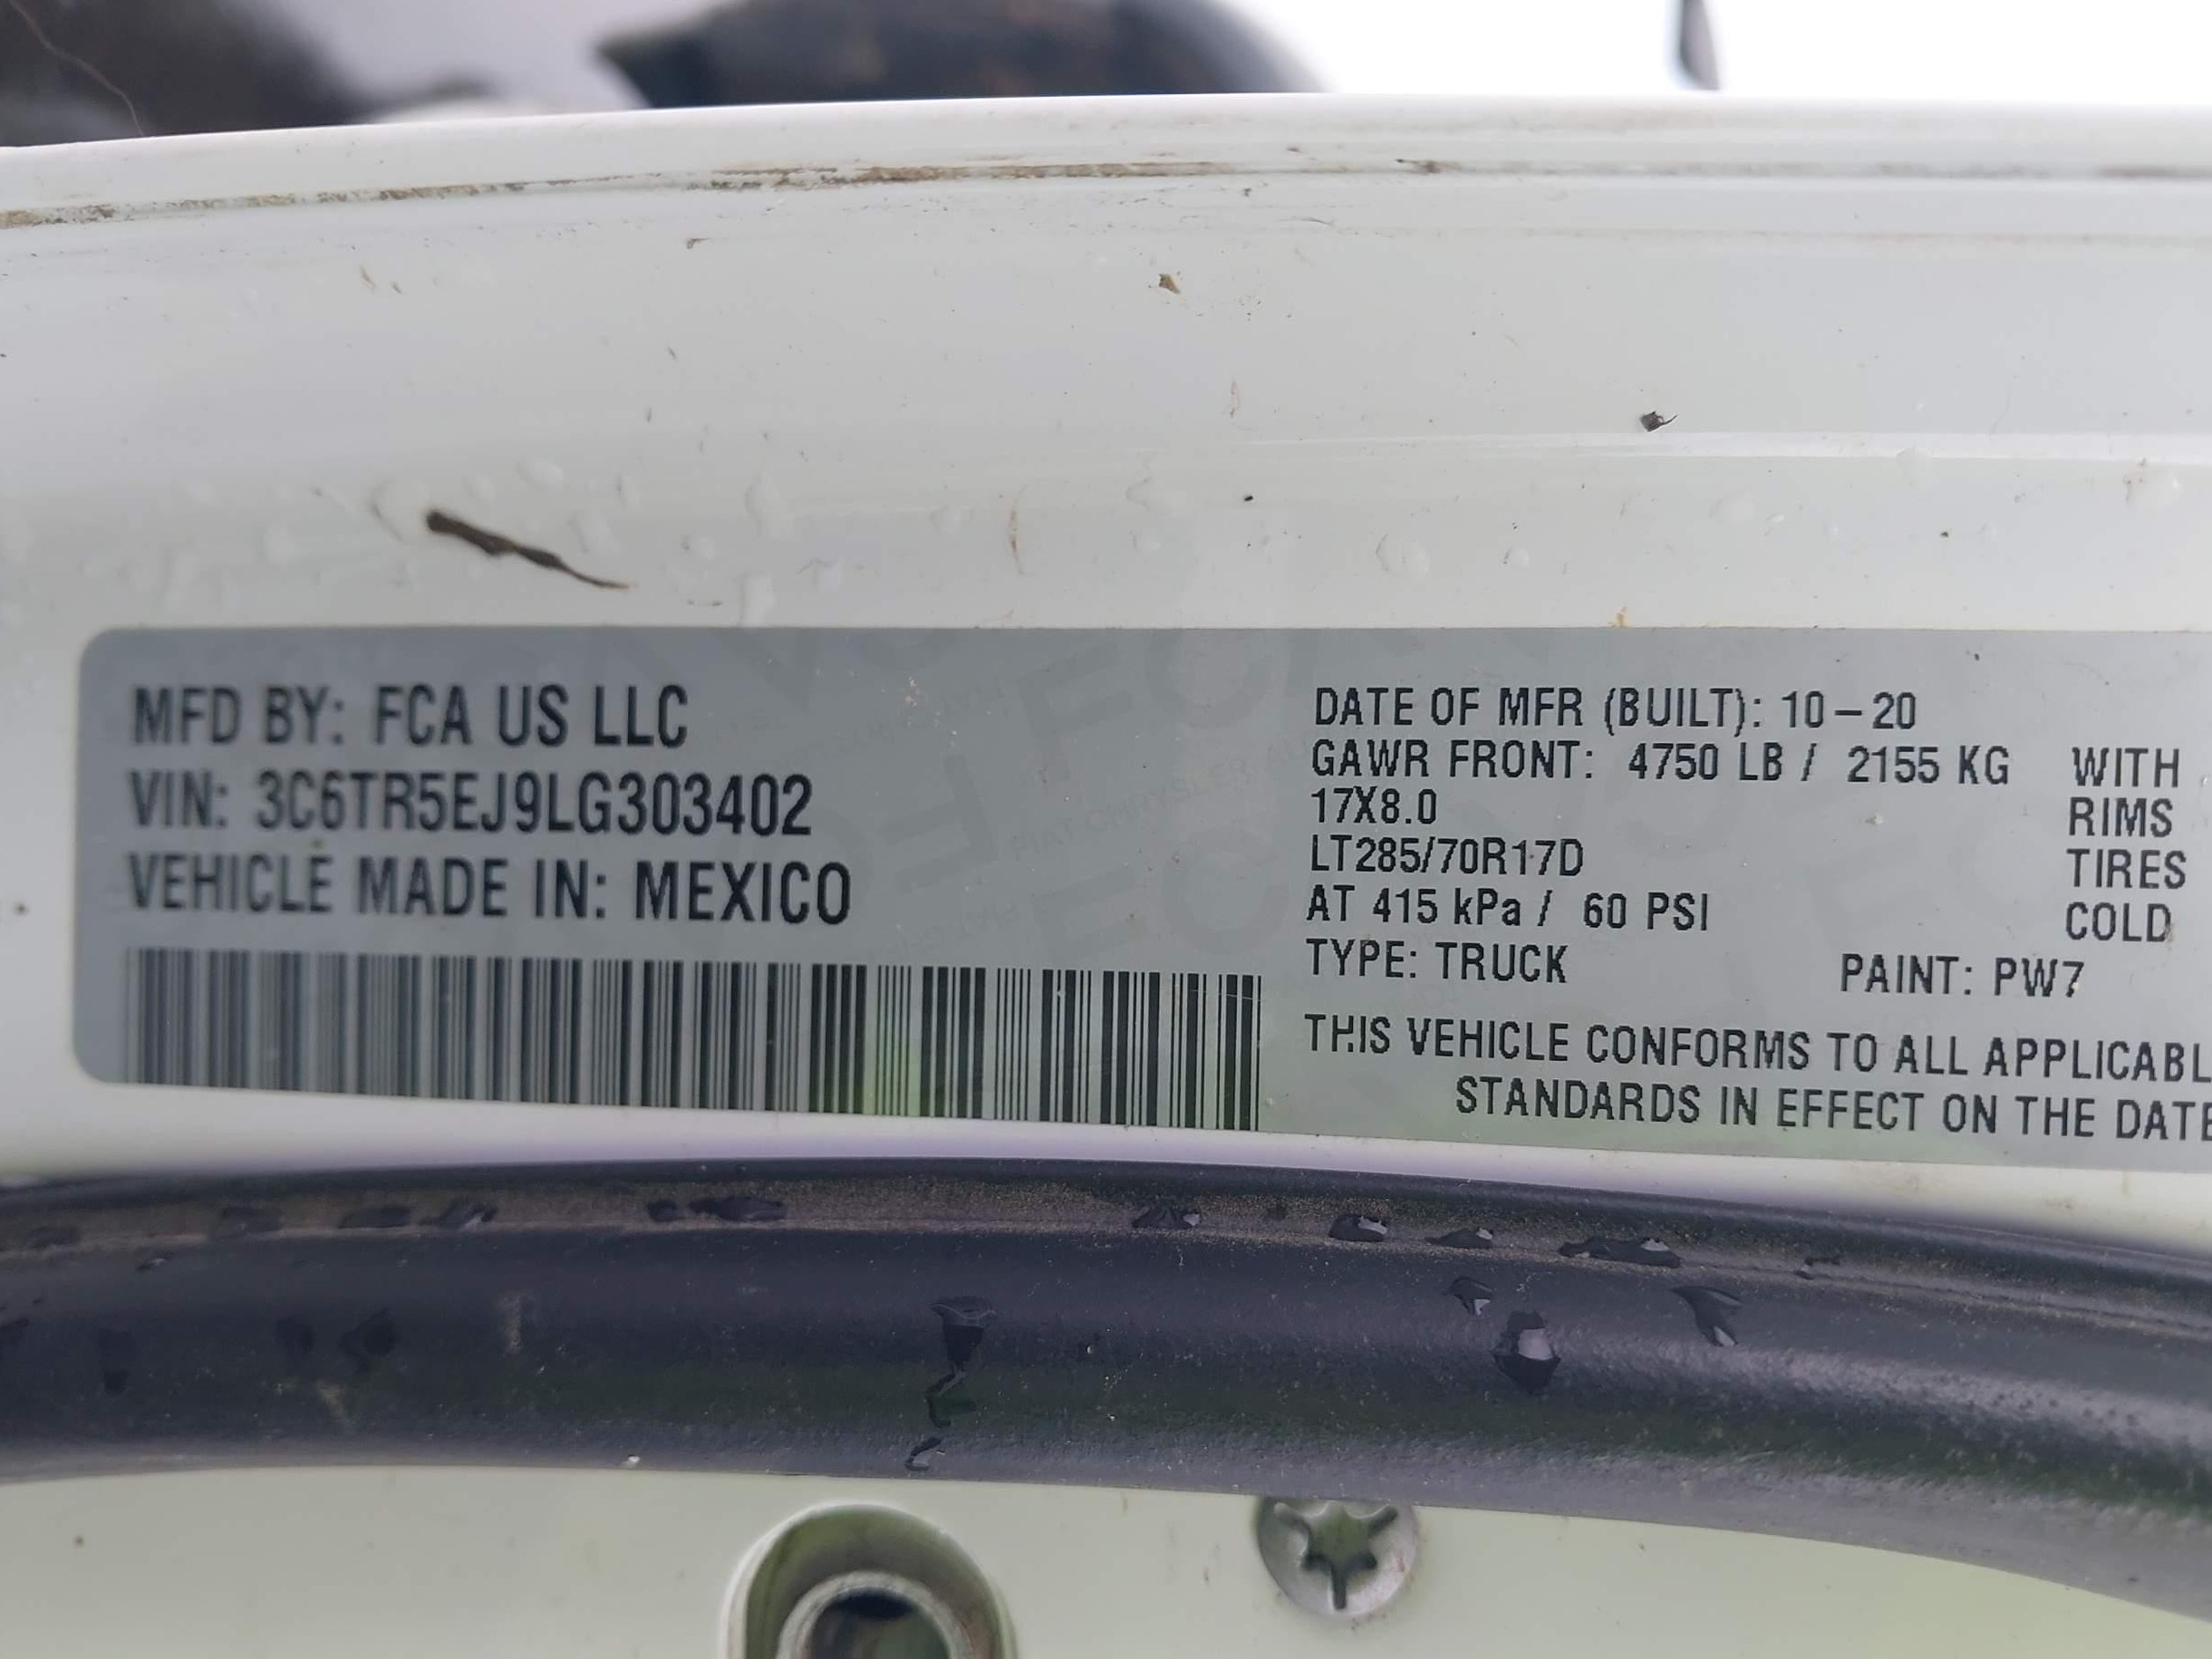 MFD BY: FCA US LLC
VIN: 3C6TR5EJ9LG303402
VEHICLE MADE IN: MEXICO
DATE OF MFR (BUILT): 10-20
GAWR FRONT: 4750 LB / 2155 KG WITH
17X8.0 RIMS
LT285/70R17D TIRES
AT 415 kPa / 60 PSI COLD
TYPE: TRUCK PAINT: PW7
THIS VEHICLE CONFORMS TO ALL APPLICABL
STANDARDS IN EFFECT ON THE DATE
FIAT CHRYSLER